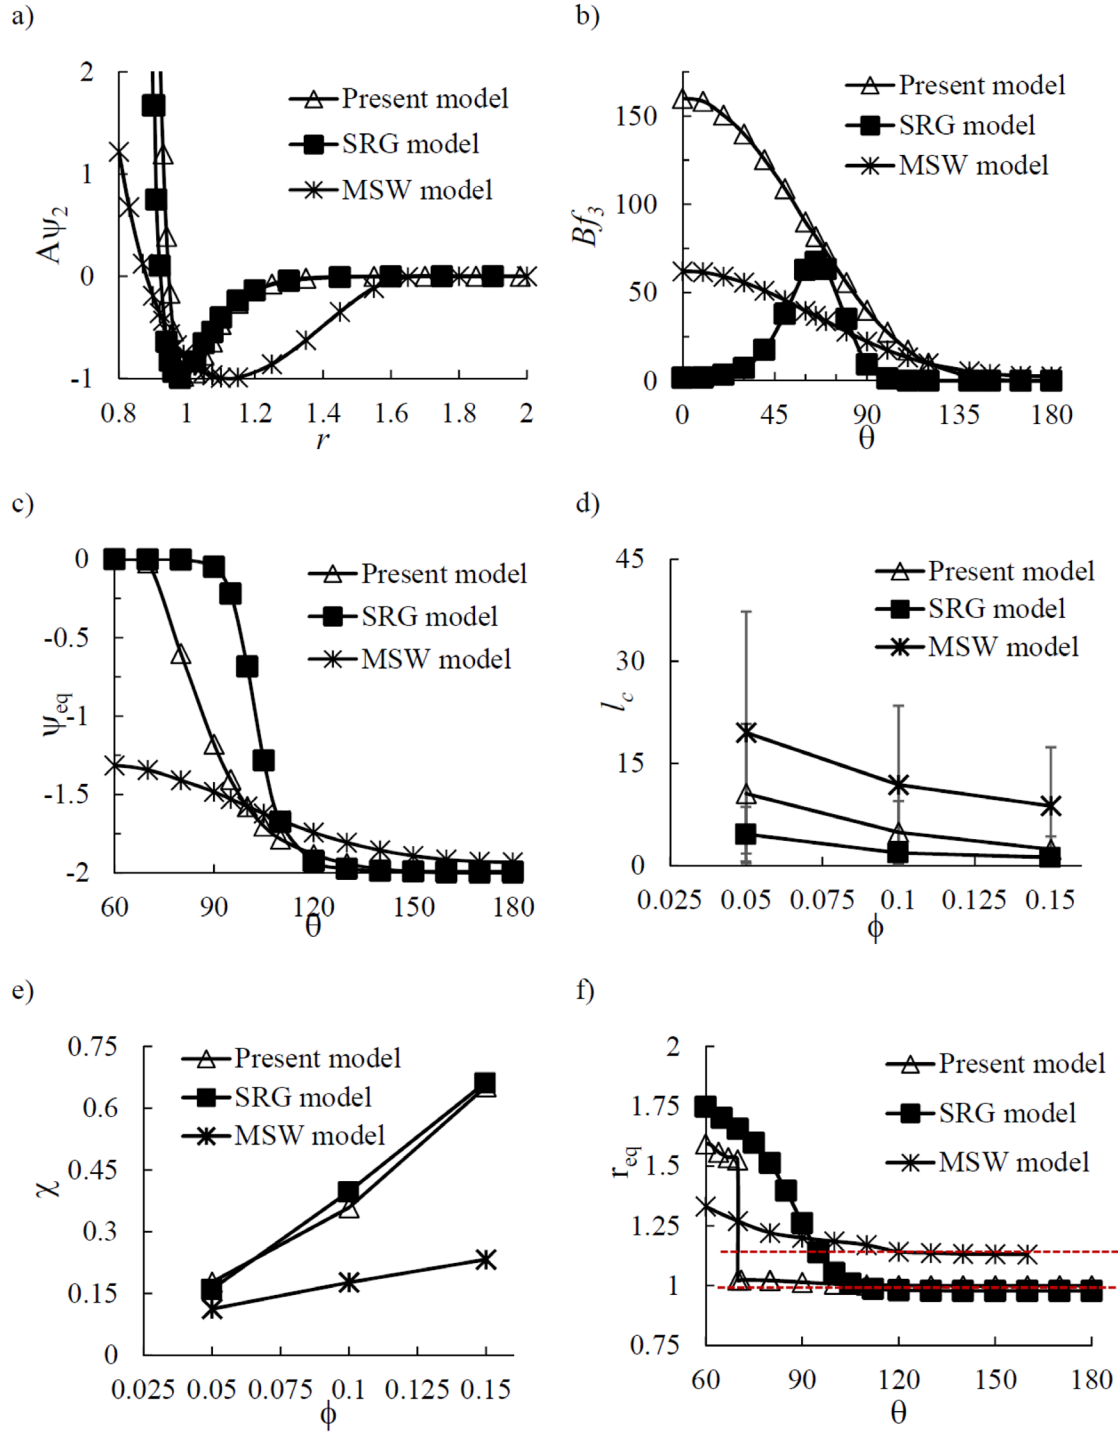 a)
2
1
0
-1
Aψ2
0.8 1 1.2 1.4 1.6 1.8 2
r
Present model
SRG model
MSW model
b)
150
100
50
0
Bf3
0 45 90 135 180
θ
Present model
SRG model
MSW model
c)
0
-0.5
-1
-1.5
-2
ψeq
60 90 120 150 180
θ
Present model
SRG model
MSW model
d)
45
30
15
0
lc
0.025 0.05 0.075 0.1 0.125 0.15
ϕ
Present model
SRG model
MSW model
e)
0.75
0.6
0.45
0.3
0.15
0
χ
0.025 0.05 0.075 0.1 0.125 0.15
ϕ
Present model
SRG model
MSW model
f)
2
1.75
1.5
1.25
1
0.75
req
60 90 120 150 180
θ
Present model
SRG model
MSW model